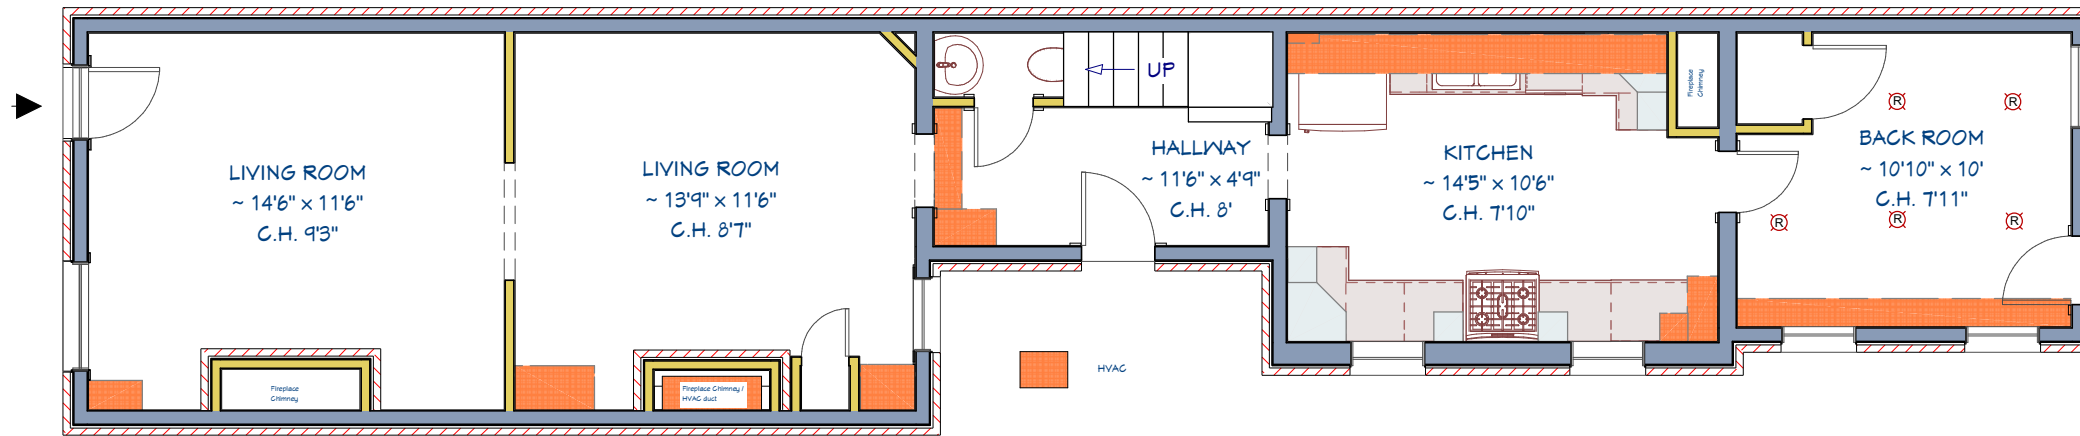 LIVING ROOM
~ 14'6" x 11'6"
C.H. 9'3"
Fireplace
Chimney
LIVING ROOM
~ 13'9" x 11'6"
C.H. 8'7"
Fireplace Chimney /
HVAC duct
UP
HALLWAY
~ 11'6" x 4'9"
C.H. 8'
HVAC
KITCHEN
~ 14'5" x 10'6"
C.H. 7'10"
Fireplace
Chimney
BACK ROOM
~ 10'10" x 10'
C.H. 7'11"
R
R
R
R
R